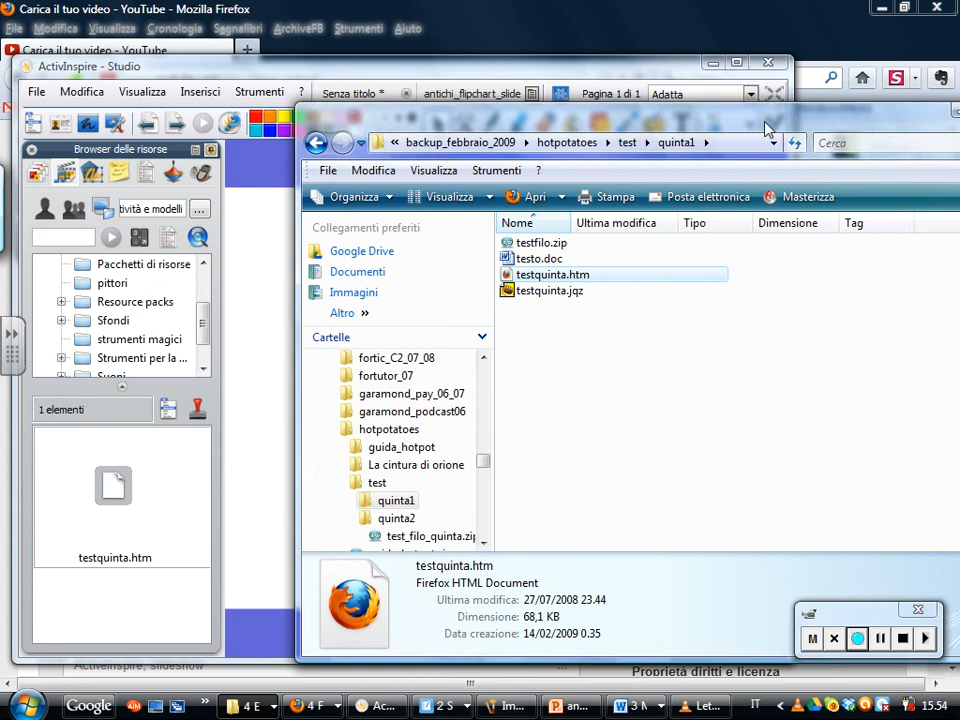 Carica il tuo video - YouTube - Mozilla Firefox
File Modifica Visualizza Cronologia Segnalibri ArchiveFB Strumenti Aiuto
Carica il tuo video - YouTube
ActivInspire - Studio
File Modifica Visualizza Inserisci Strumenti ?
Senza titolo *
antichi_flipchart_slide
Pagina 1 di 1
Adatta
Browser delle risorse
tività e modelli
...
Pacchetti di risorse
pittori
Resource packs
Sfondi
strumenti magici
Strumenti per la ...
Suoni
1 elementi
testquinta.htm
« backup_febbraio_2009 hotpotatoes test quinta1
Cerca
File Modifica Visualizza Strumenti ?
Organizza Visualizza Apri Stampa Posta elettronica Masterizza
Collegamenti preferiti
Google Drive
Documenti
Immagini
Altro »
Cartelle
fortic_C2_07_08
fortutor_07
garamond_pay_06_07
garamond_podcast06
hotpotatoes
guida_hotpot
La cintura di orione
test
quinta1
quinta2
test_filo_quinta.zip
Nome Ultima modifica Tipo Dimensione Tag
testfilo.zip
testo.doc
testquinta.htm
testquinta.jqz
testquinta.htm
Firefox HTML Document
Ultima modifica: 27/07/2008 23.44
Dimensione: 68,1 KB
Data creazione: 14/02/2009 0.35
M
ActivInspire, slideshow
Proprietà diritti e licenza
Google
4 E
4 F
Ac...
2 S
Im...
an...
3 M
Let...
IT
15.54